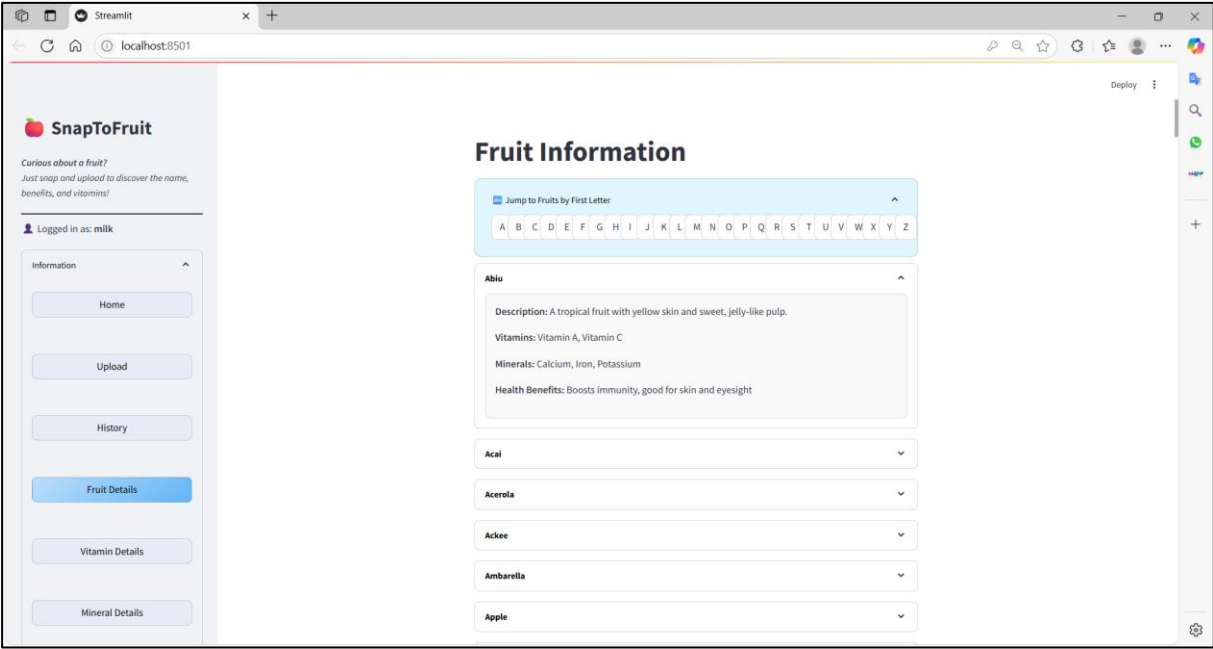 Streamlit
localhost:8501
Deploy
SnapToFruit
Curious about a fruit?
Just snap and upload to discover the name,
benefits, and vitamins!
Logged in as: milk
Information
Home
Upload
History
Fruit Details
Vitamin Details
Mineral Details
Fruit Information
Jump to Fruits by First Letter
A B C D E F G H I J K L M N O P Q R S T U V W X Y Z
Abiu
Description: A tropical fruit with yellow skin and sweet, jelly-like pulp.
Vitamins: Vitamin A, Vitamin C
Minerals: Calcium, Iron, Potassium
Health Benefits: Boosts immunity, good for skin and eyesight
Acai
Acerola
Ackee
Ambarella
Apple